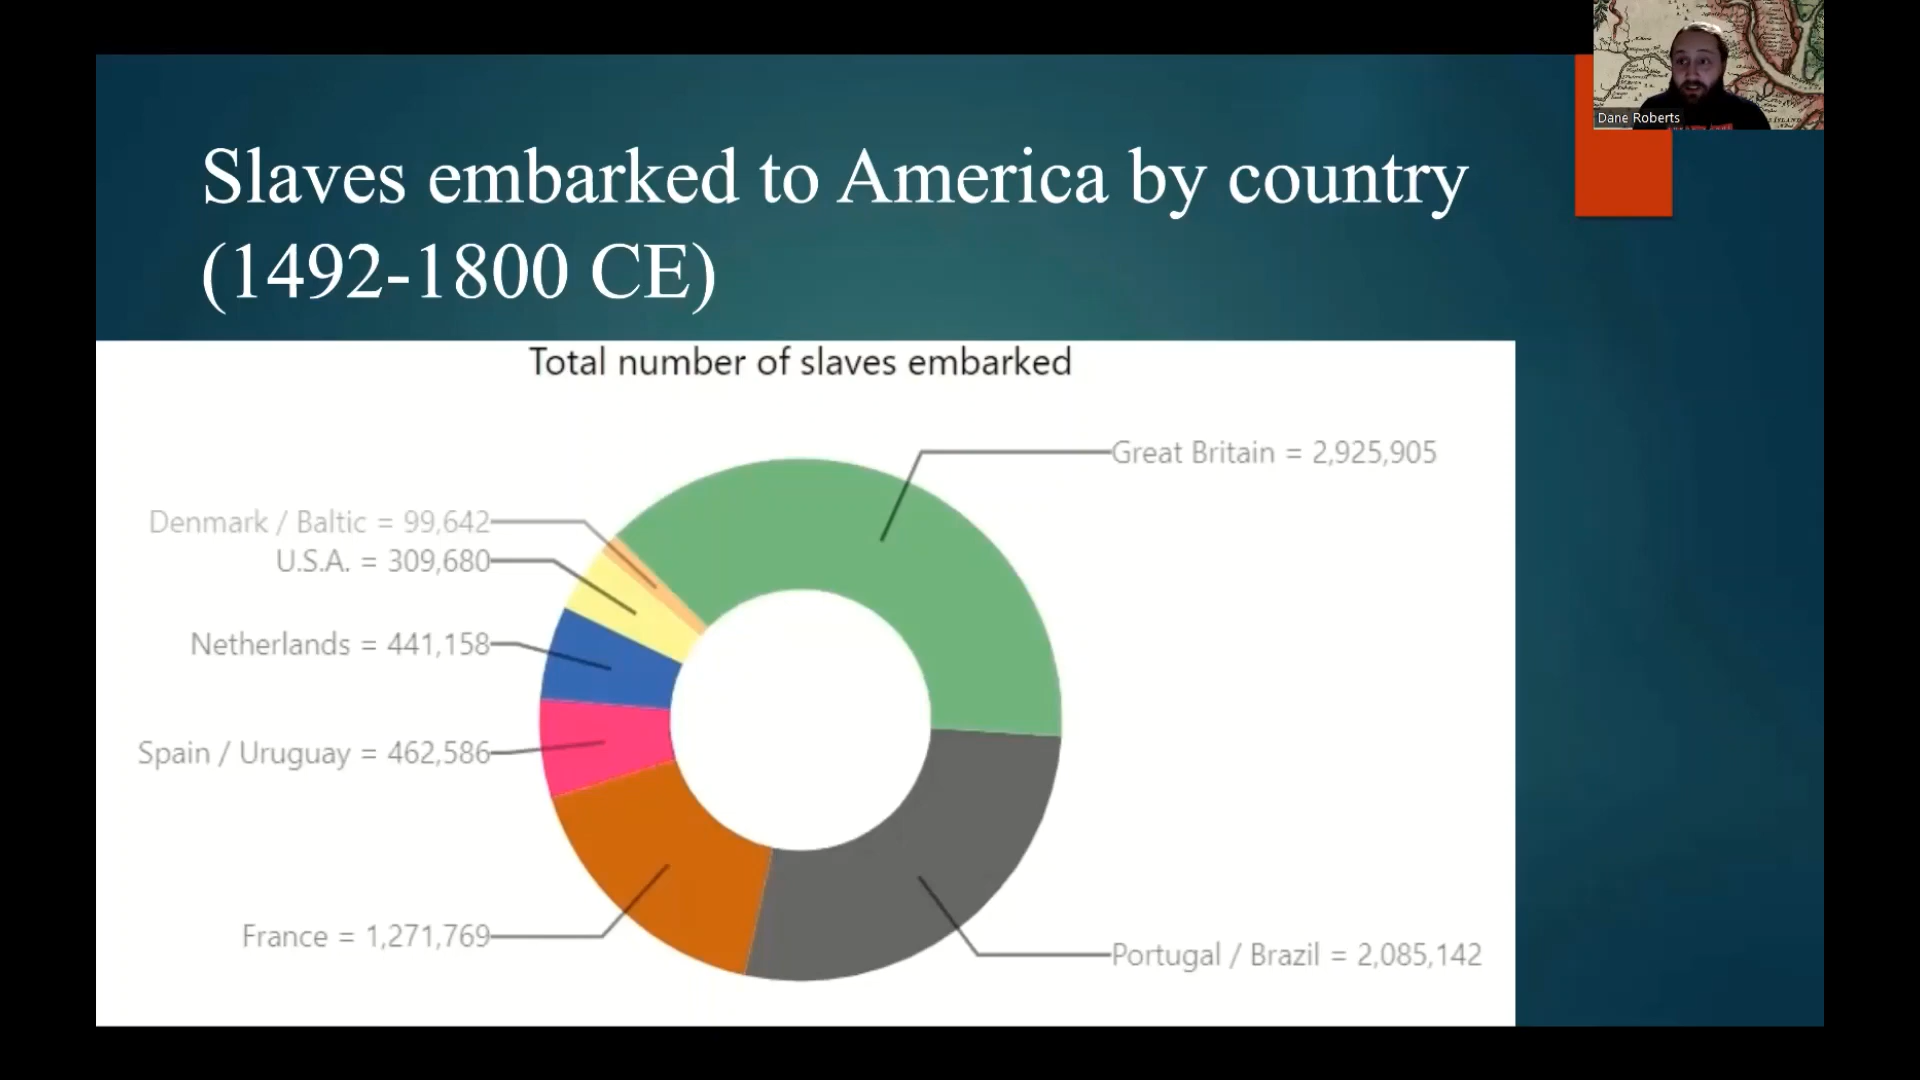 Dane Roberts
Slaves embarked to America by country
(1492-1800 CE)
Total number of slaves embarked
Great Britain = 2,925,905
Denmark / Baltic = 99,642
U.S.A. = 309,680
Netherlands = 441,158
Spain / Uruguay = 462,586
France = 1,271,769
Portugal / Brazil = 2,085,142